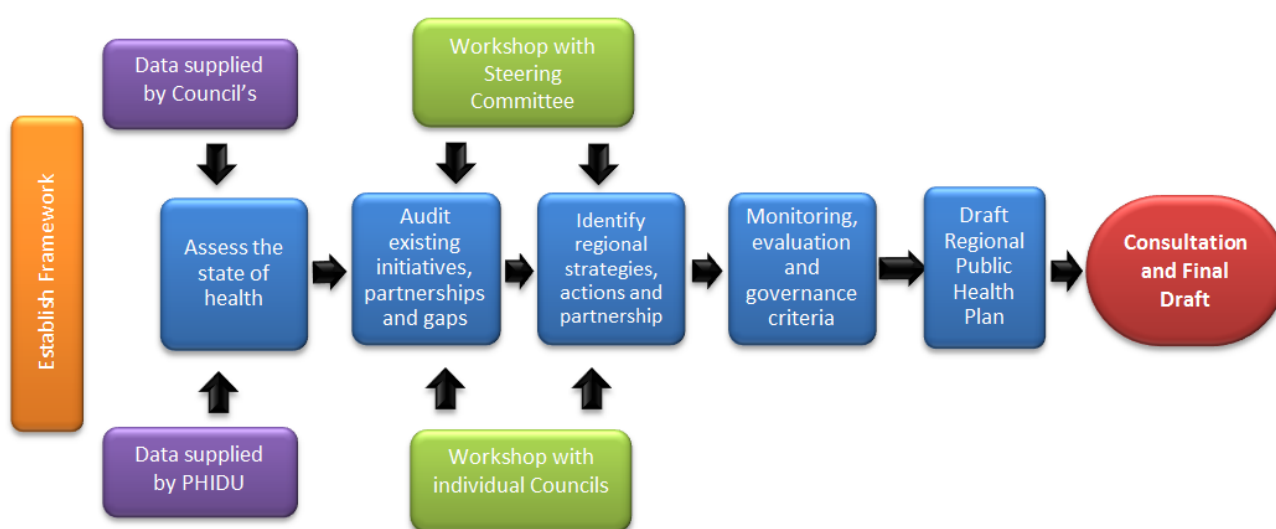 Establish Framework
Data supplied
by Council's
Data supplied
by PHIDU
Assess the
state of
health
Workshop with
Steering
Committee
Workshop with
individual Councils
Audit
existing
initiatives,
partnerships
and gaps
Identify
regional
strategies,
actions and
partnership
Monitoring,
evaluation
and
governance
criteria
Draft
Regional
Public
Health
Plan
Consultation
and Final
Draft